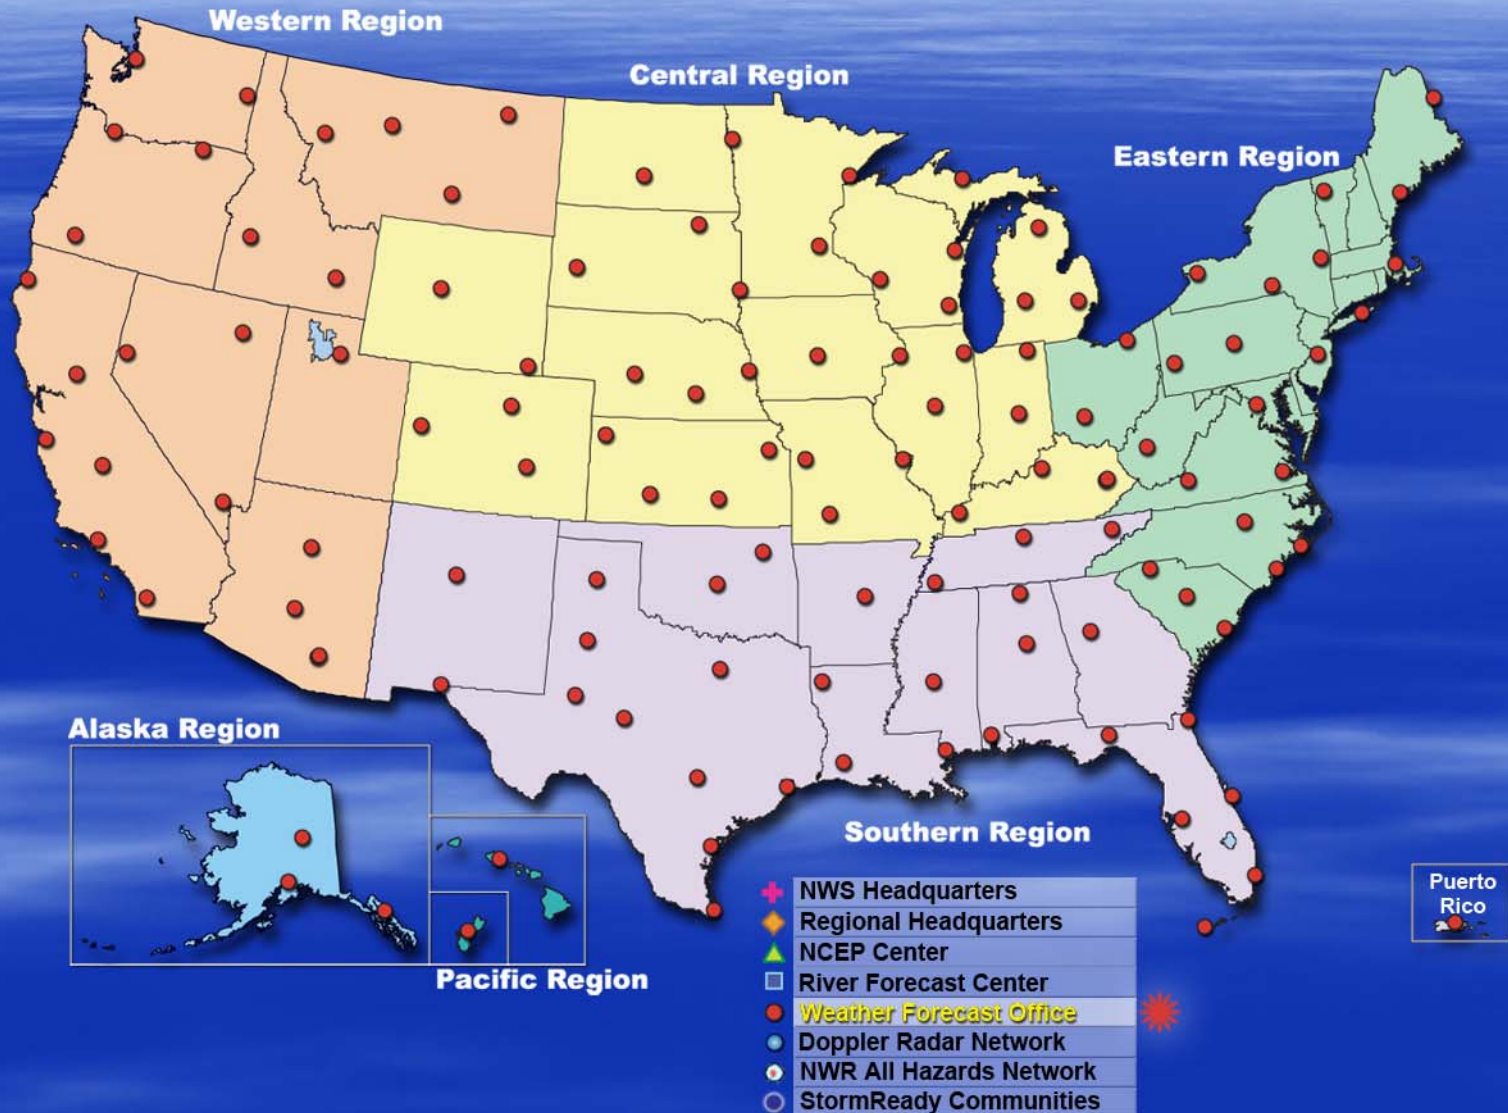 Western Region
Central Region
Eastern Region
Alaska Region
Southern Region
Puerto
Rico
Pacific Region
NWS Headquarters
Regional Headquarters
NCEP Center
River Forecast Center
Weather Forecast Office
Doppler Radar Network
NWR All Hazards Network
StormReady Communities